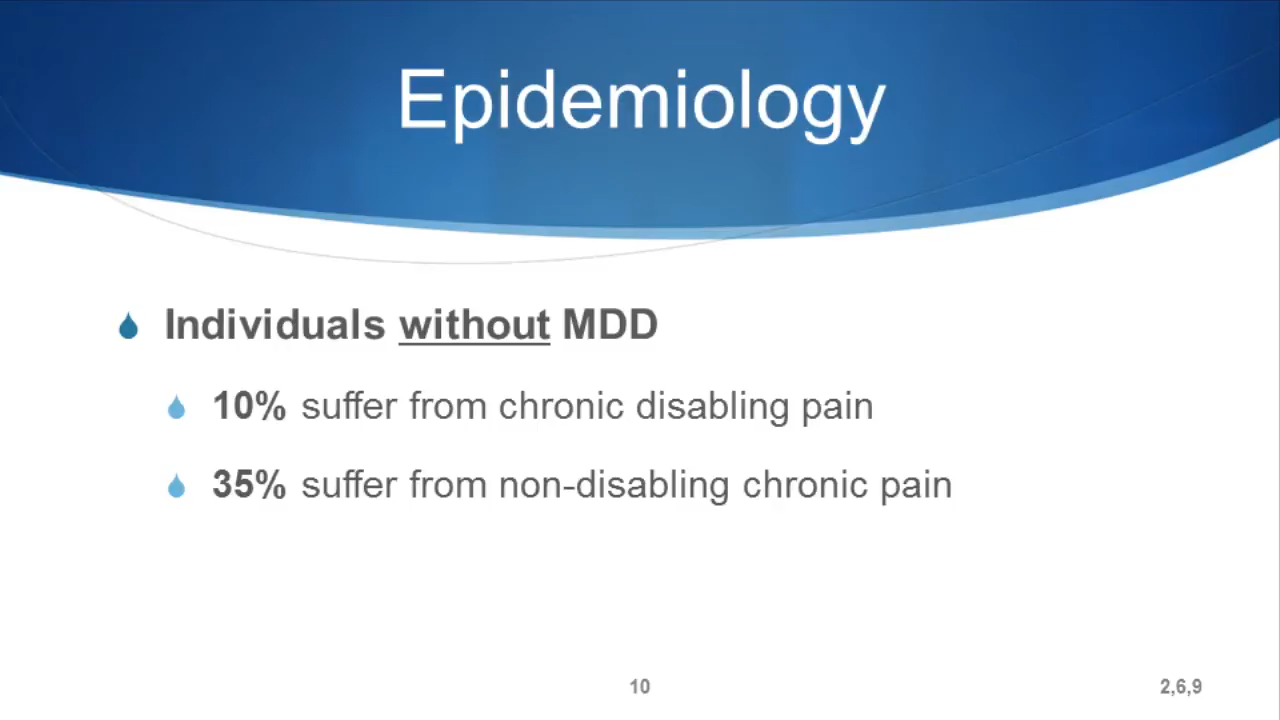 Epidemiology
Individuals without MDD
10% suffer from chronic disabling pain
35% suffer from non-disabling chronic pain
10
2,6,9